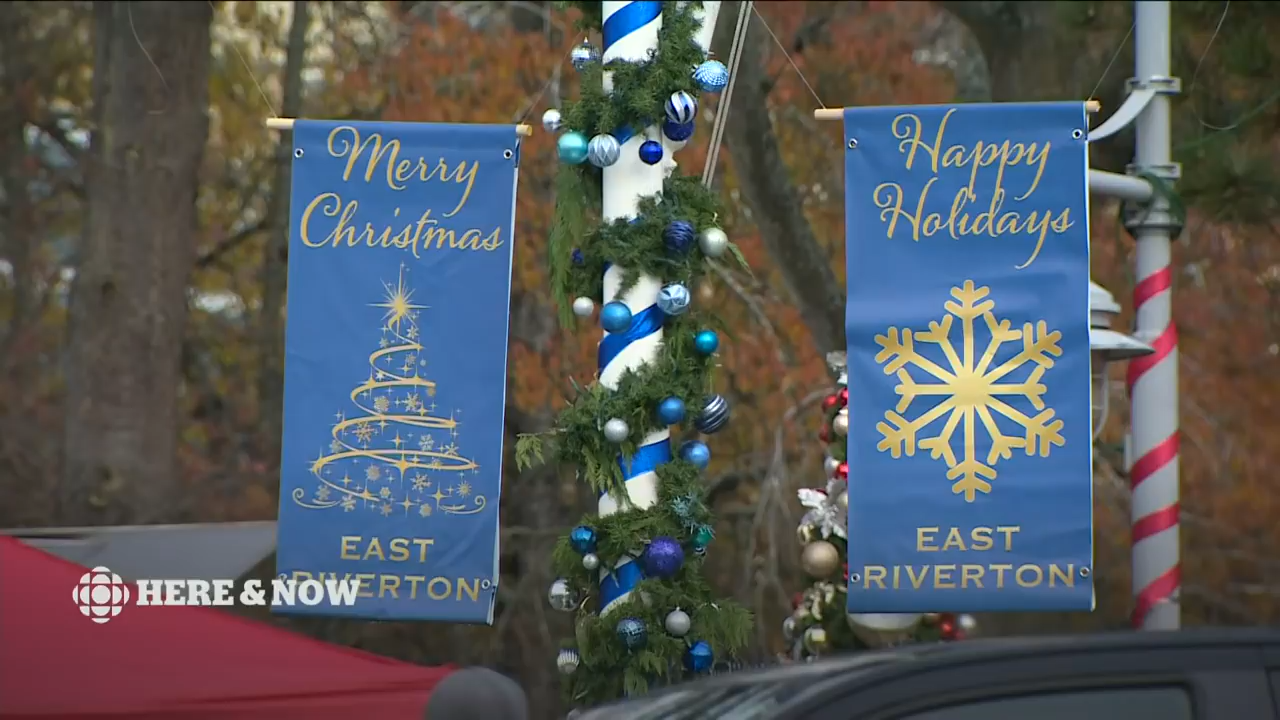 Merry
Christmas
EAST
RIVERTON
Happy
Holidays
EAST
RIVERTON
HERE & NOW